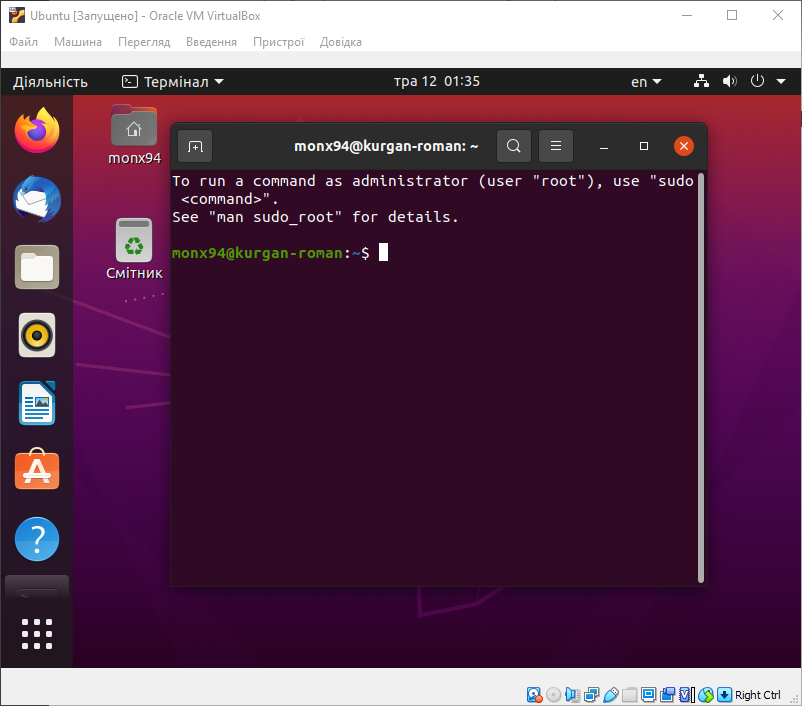 Ubuntu [Запущено] - Oracle VM VirtualBox
Файл Машина Перегляд Введення Пристрої Довідка
Діяльність Термінал тра 12 01:35 en
monx94
Смітник
monx94@kurgan-roman: ~
To run a command as administrator (user "root"), use "sudo
<command>".
See "man sudo_root" for details.
monx94@kurgan-roman:~$
Right Ctrl